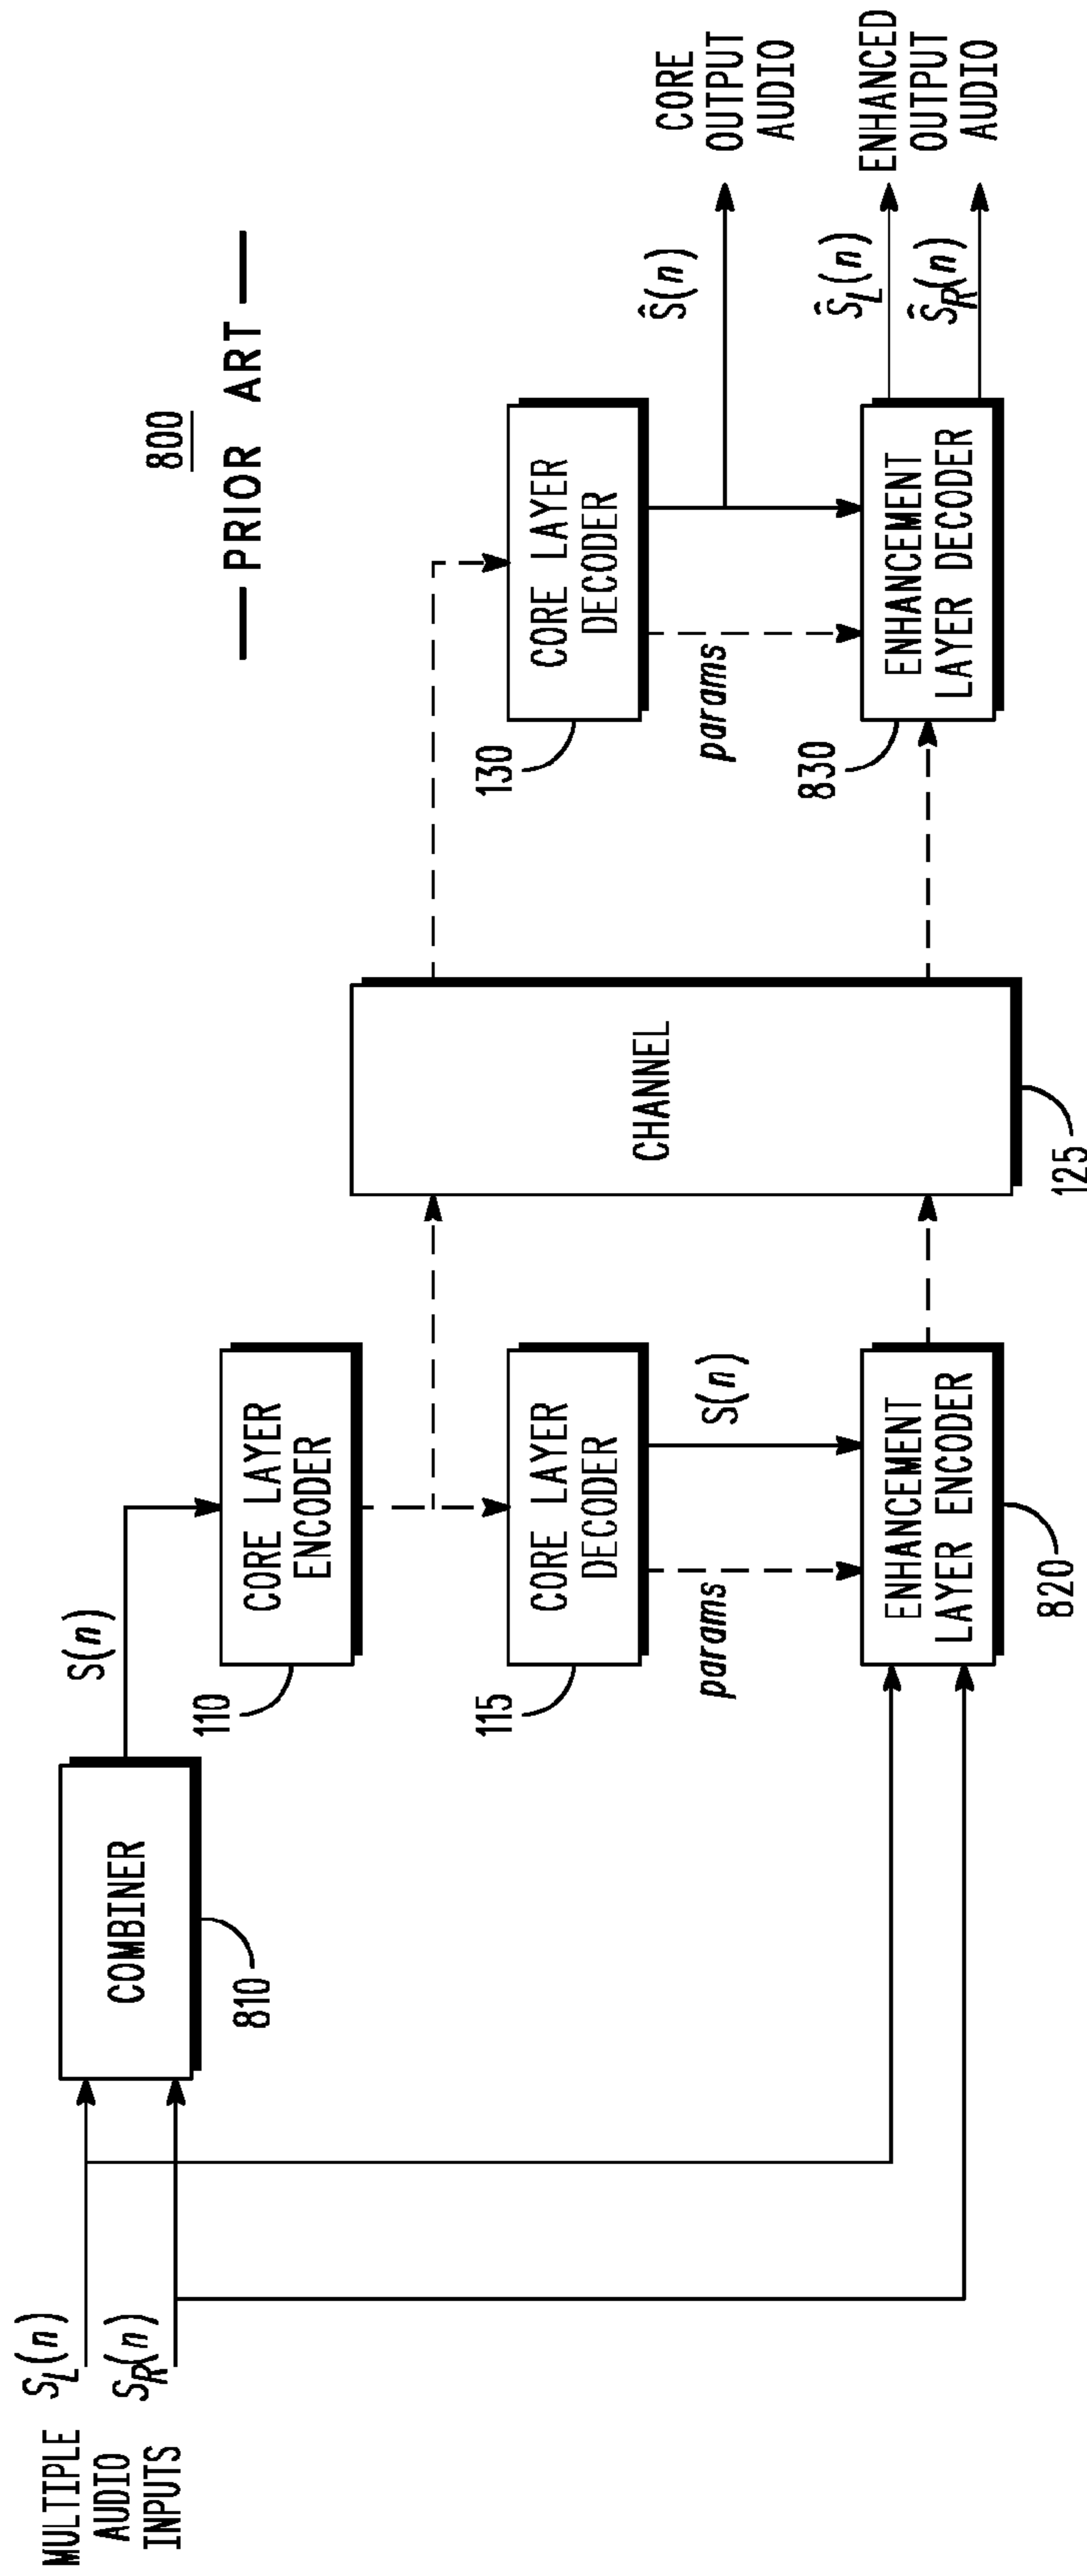 800
— PRIOR ART —
MULTIPLE
AUDIO
INPUTS
S_L(n)
S_R(n)
COMBINER
810
S(n)
CORE LAYER
ENCODER
110
CORE LAYER
DECODER
115
params
S(n)
ENHANCEMENT
LAYER ENCODER
820
CHANNEL
125
CORE LAYER
DECODER
130
params
ENHANCEMENT
LAYER DECODER
830
Ŝ(n)
CORE
OUTPUT
AUDIO
Ŝ_L(n)
Ŝ_R(n)
ENHANCED
OUTPUT
AUDIO